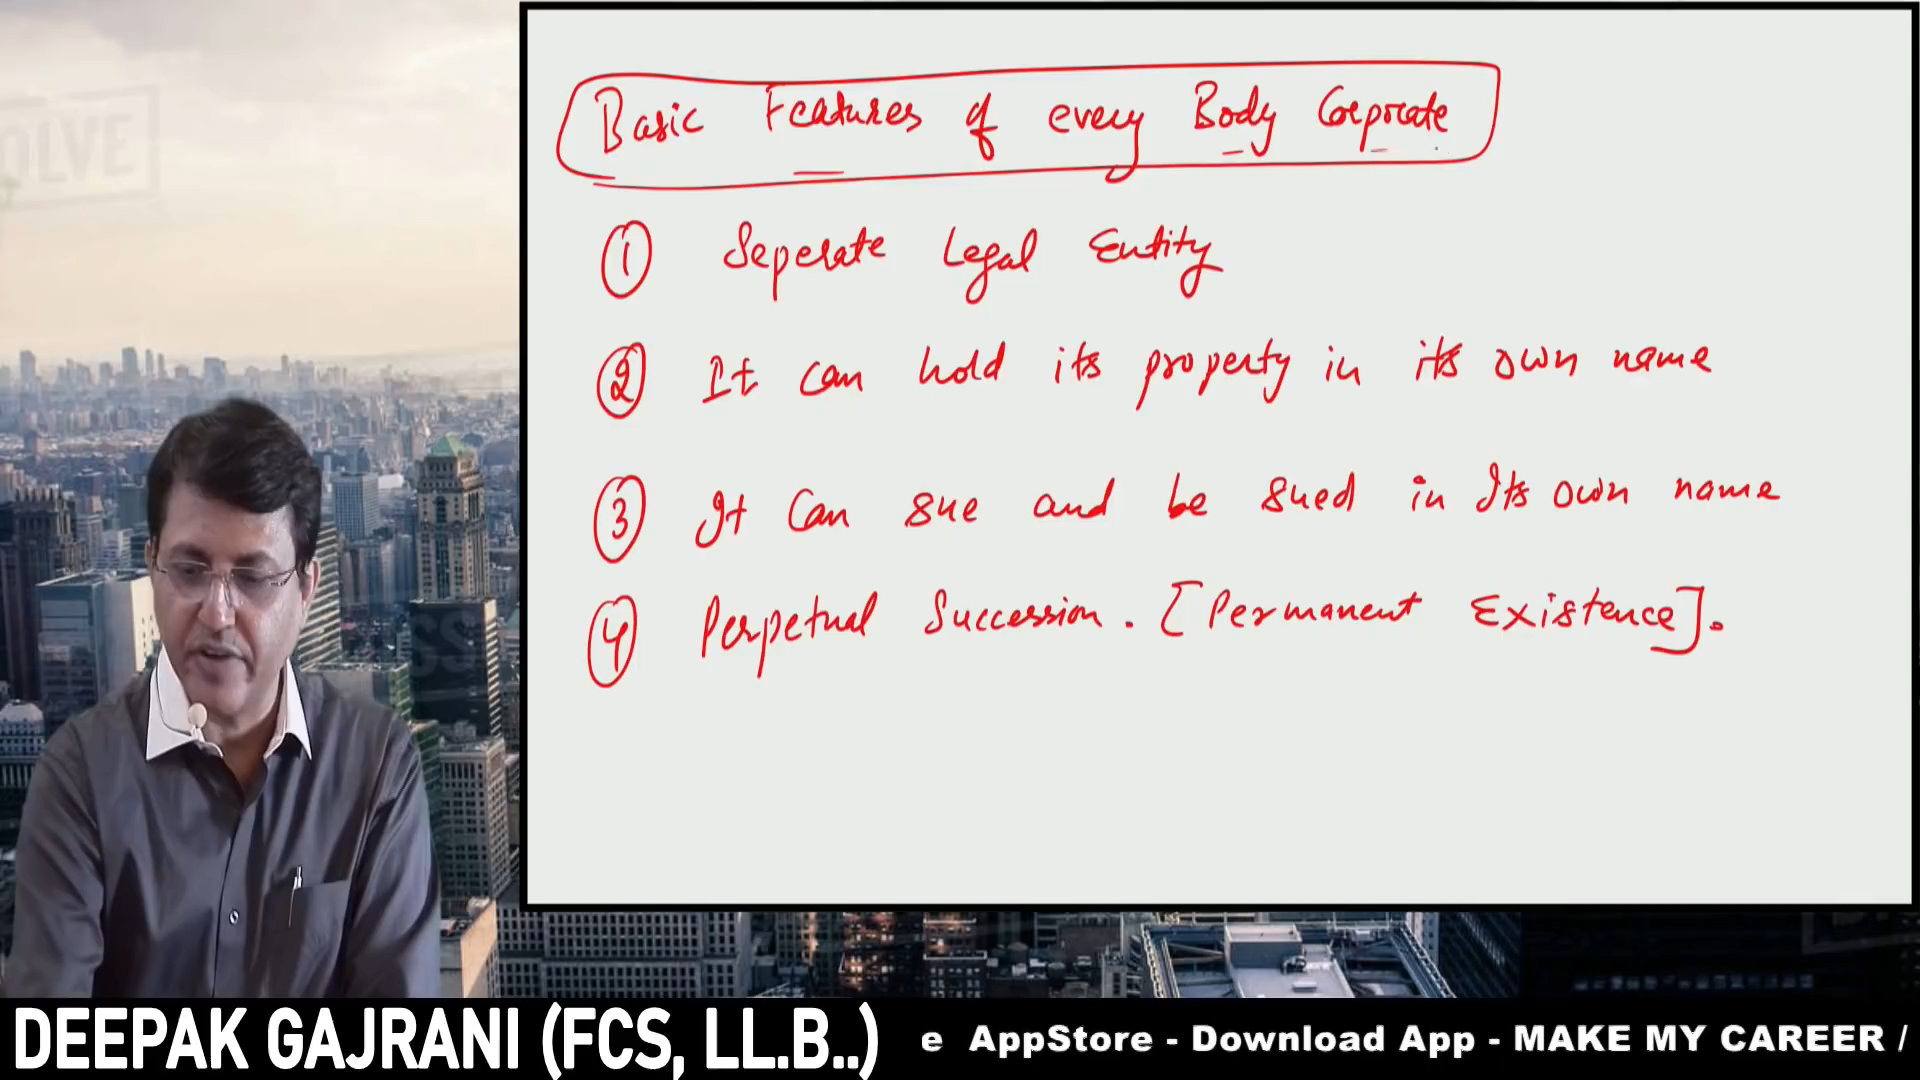 OLVE
Basic Features of every Body Corporate
① Seperate Legal Entity
② It can hold its property in its own name
③ It Can sue and be sued in Its own name
④ Perpetual Succession. [Permanent Existence].
DEEPAK GAJRANI (FCS, LL.B..)
e AppStore - Download App - MAKE MY CAREER /